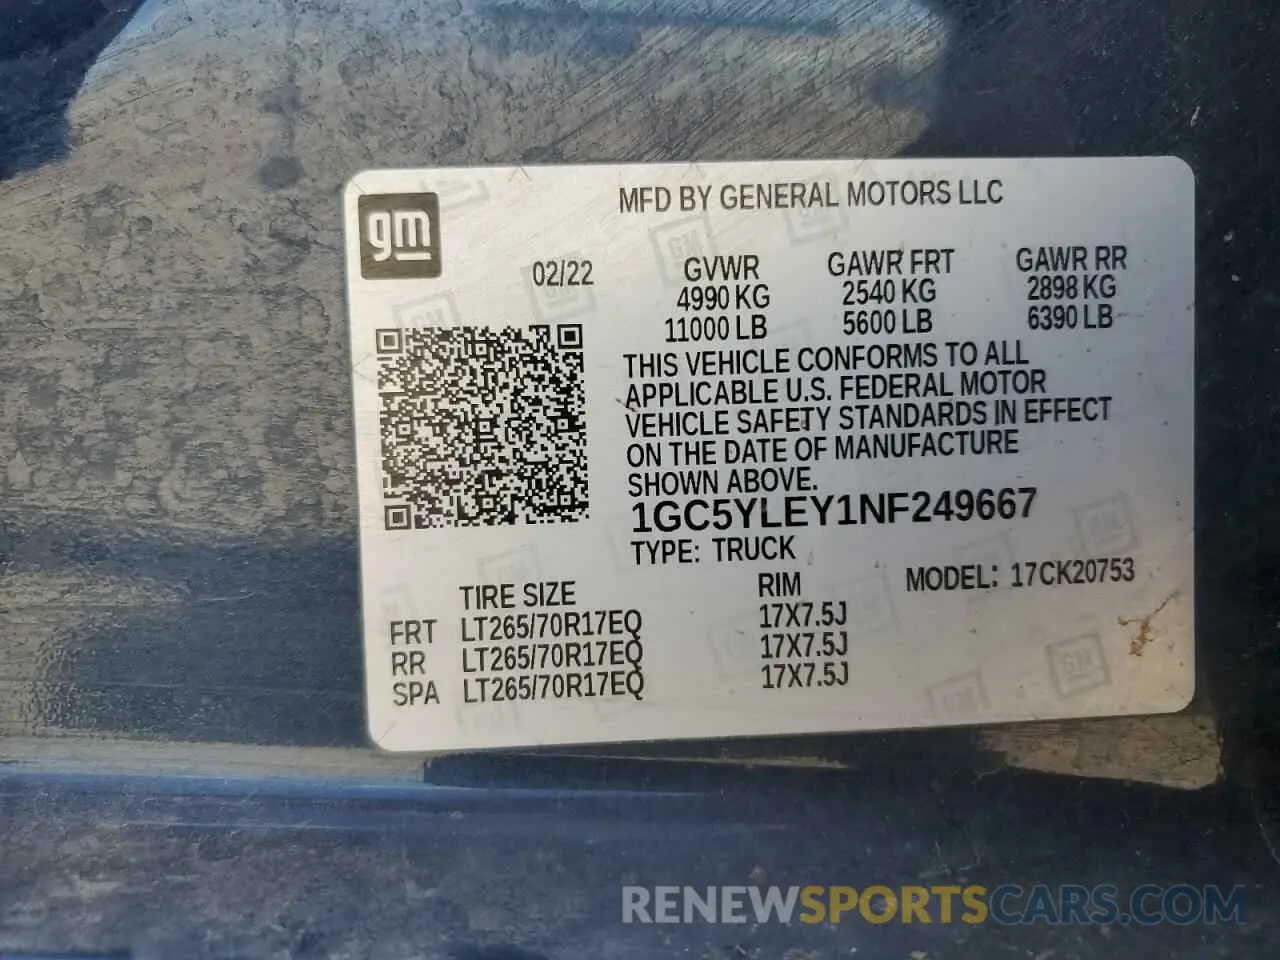 gm
MFD BY GENERAL MOTORS LLC
02/22 GVWR GAWR FRT GAWR RR
4990 KG 2540 KG 2898 KG
11000 LB 5600 LB 6390 LB
THIS VEHICLE CONFORMS TO ALL
APPLICABLE U.S. FEDERAL MOTOR
VEHICLE SAFETY STANDARDS IN EFFECT
ON THE DATE OF MANUFACTURE
SHOWN ABOVE.
1GC5YLEY1NF249667
TYPE: TRUCK
MODEL: 17CK20753
TIRE SIZE RIM
FRT LT265/70R17EQ 17X7.5J
RR LT265/70R17EQ 17X7.5J
SPA LT265/70R17EQ 17X7.5J
RENEWSPORTSCARS.COM